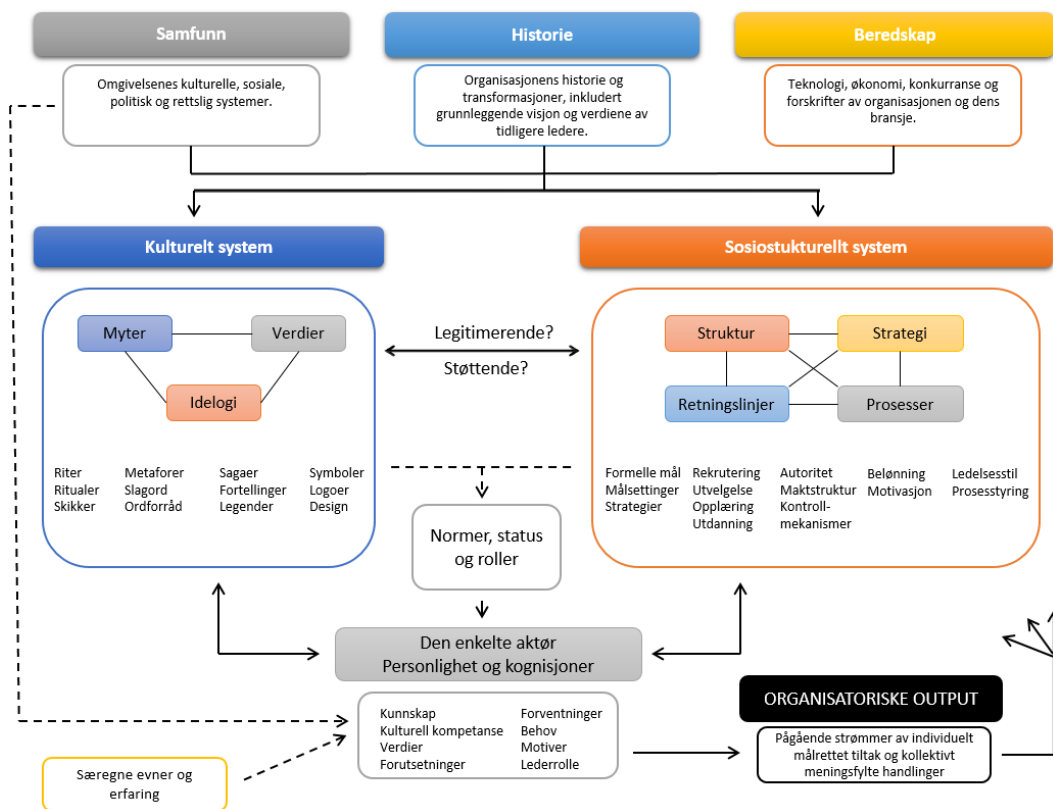 Samfunn
Historie
Beredskap
Omgivelsenes kulturelle, sosiale,
politisk og rettslig systemer.
Organisasjonens historie og
transformasjoner, inkludert
grunnleggende visjon og verdiene av
tidligere ledere.
Teknologi, økonomi, konkurranse og
forskrifter av organisasjonen og dens
bransje.
Kulturelt system
Sosiostukturellt system
Myter
Verdier
Idelogi
Legitimerende?
Støttende?
Struktur
Strategi
Retningslinjer
Prosesser
Riter
Ritualer
Skikker
Metaforer
Slagord
Ordforråd
Sagaer
Fortellinger
Legender
Symboler
Logoer
Design
Formelle mål
Målsettinger
Strategier
Rekrutering
Utvelgelse
Opplæring
Utdanning
Autoritet
Maktstruktur
Kontroll-
mekanismer
Belønning
Motivasjon
Ledelsesstil
Prosesstyring
Normer, status
og roller
Den enkelte aktør
Personlighet og kognisjoner
Kunnskap
Kulturell kompetanse
Verdier
Forutsetninger
Forventninger
Behov
Motiver
Lederrolle
Særegne evner og
erfaring
ORGANISATORISKE OUTPUT
Pågående strømmer av individuelt
målrettet tiltak og kollektivt
meningsfylte handlinger